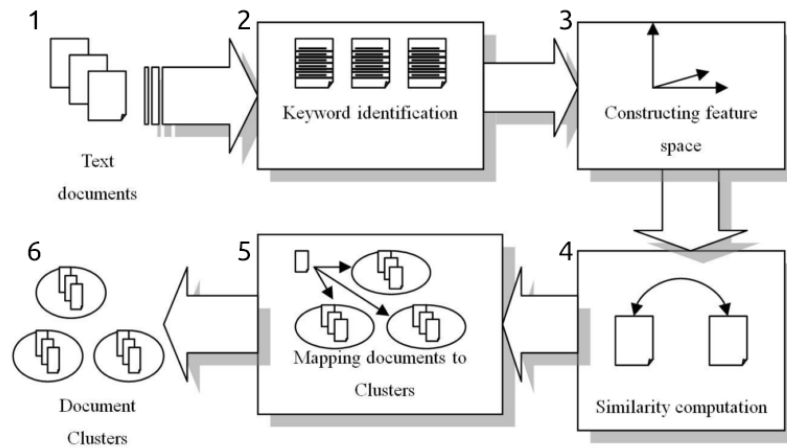 1
Text
documents
2
Keyword identification
3
Constructing feature
space
4
Similarity computation
5
Mapping documents to
Clusters
6
Document
Clusters